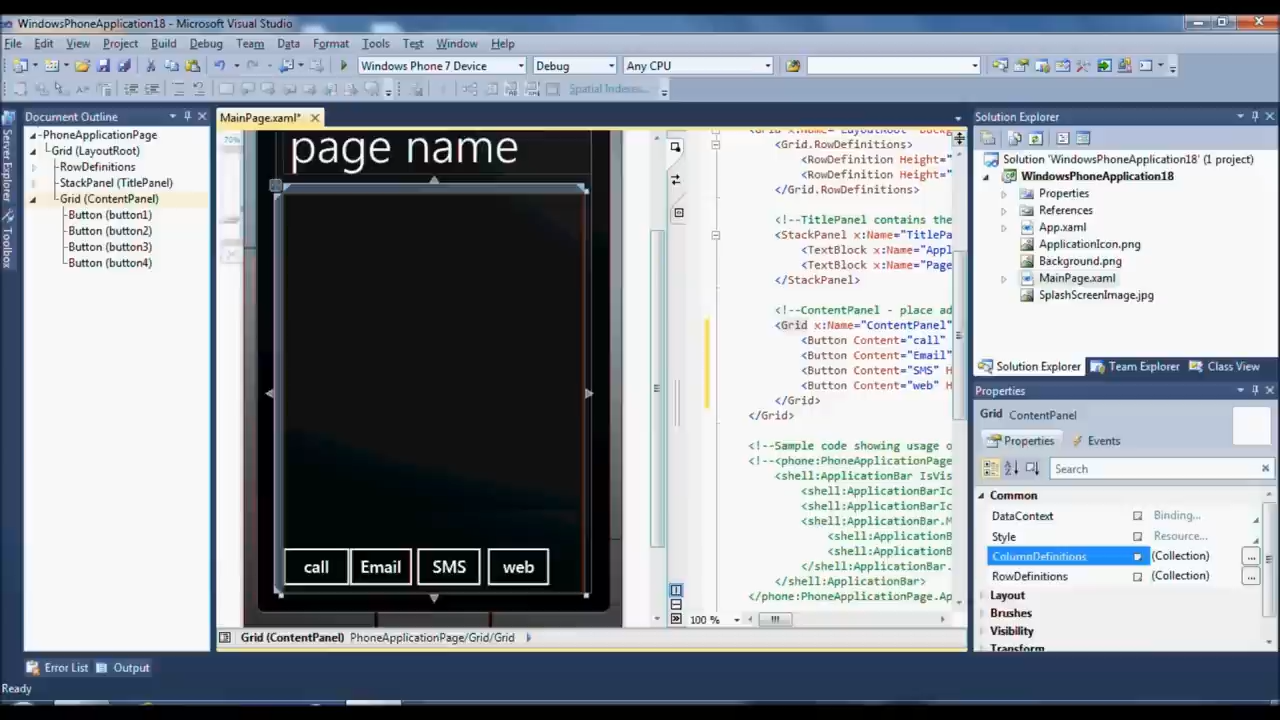 WindowsPhoneApplication18 - Microsoft Visual Studio
File Edit View Project Build Debug Team Data Format Tools Test Window Help
Windows Phone 7 Device Debug Any CPU
Spatial Indexes...
Server Explorer
Toolbox
Document Outline
PhoneApplicationPage
Grid (LayoutRoot)
RowDefinitions
StackPanel (TitlePanel)
Grid (ContentPanel)
Button (button1)
Button (button2)
Button (button3)
Button (button4)
MainPage.xaml*
page name
call Email SMS web
<Grid.RowDefinitions>
<RowDefinition Height="
<RowDefinition Height="
</Grid.RowDefinitions>
<!--TitlePanel contains the
<StackPanel x:Name="TitlePa
<TextBlock x:Name="Appl
<TextBlock x:Name="Page
</StackPanel>
<!--ContentPanel - place ad
<Grid x:Name="ContentPanel"
<Button Content="call"
<Button Content="Email"
<Button Content="SMS" H
<Button Content="web" H
</Grid>
</Grid>
<!--Sample code showing usage o
<!--<phone:PhoneApplicationPage
<shell:ApplicationBar IsVis
<shell:ApplicationBarIc
<shell:ApplicationBarIc
<shell:ApplicationBar.M
<shell:Application
<shell:Application
</shell:ApplicationBar.
</shell:ApplicationBar>
</phone:PhoneApplicationPage.Ap
100 %
Grid (ContentPanel) PhoneApplicationPage/Grid/Grid
Solution Explorer
Solution 'WindowsPhoneApplication18' (1 project)
WindowsPhoneApplication18
Properties
References
App.xaml
ApplicationIcon.png
Background.png
MainPage.xaml
SplashScreenImage.jpg
Solution Explorer Team Explorer Class View
Properties
Grid ContentPanel
Properties Events
Search
Common
DataContext Binding...
Style Resource...
ColumnDefinitions (Collection) ...
RowDefinitions (Collection) ...
Layout
Brushes
Visibility
Transform
Error List Output
Ready